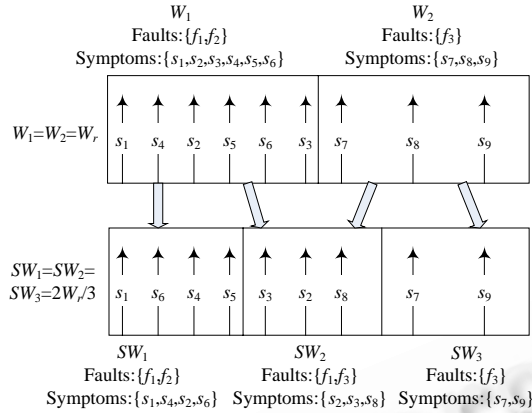 W1 W2
Faults:{f1,f2} Faults:{f3}
Symptoms:{s1,s2,s3,s4,s5,s6} Symptoms:{s7,s8,s9}
W1=W2=Wr s1 s4 s2 s5 s6 s3 s7 s8 s9
SW1=SW2=
SW3=2Wr/3 s1 s6 s4 s5 s3 s2 s8 s7 s9
SW1 SW2 SW3
Faults:{f1,f2} Faults:{f1,f3} Faults:{f3}
Symptoms:{s1,s4,s2,s6} Symptoms:{s2,s3,s8} Symptoms:{s7,s9}